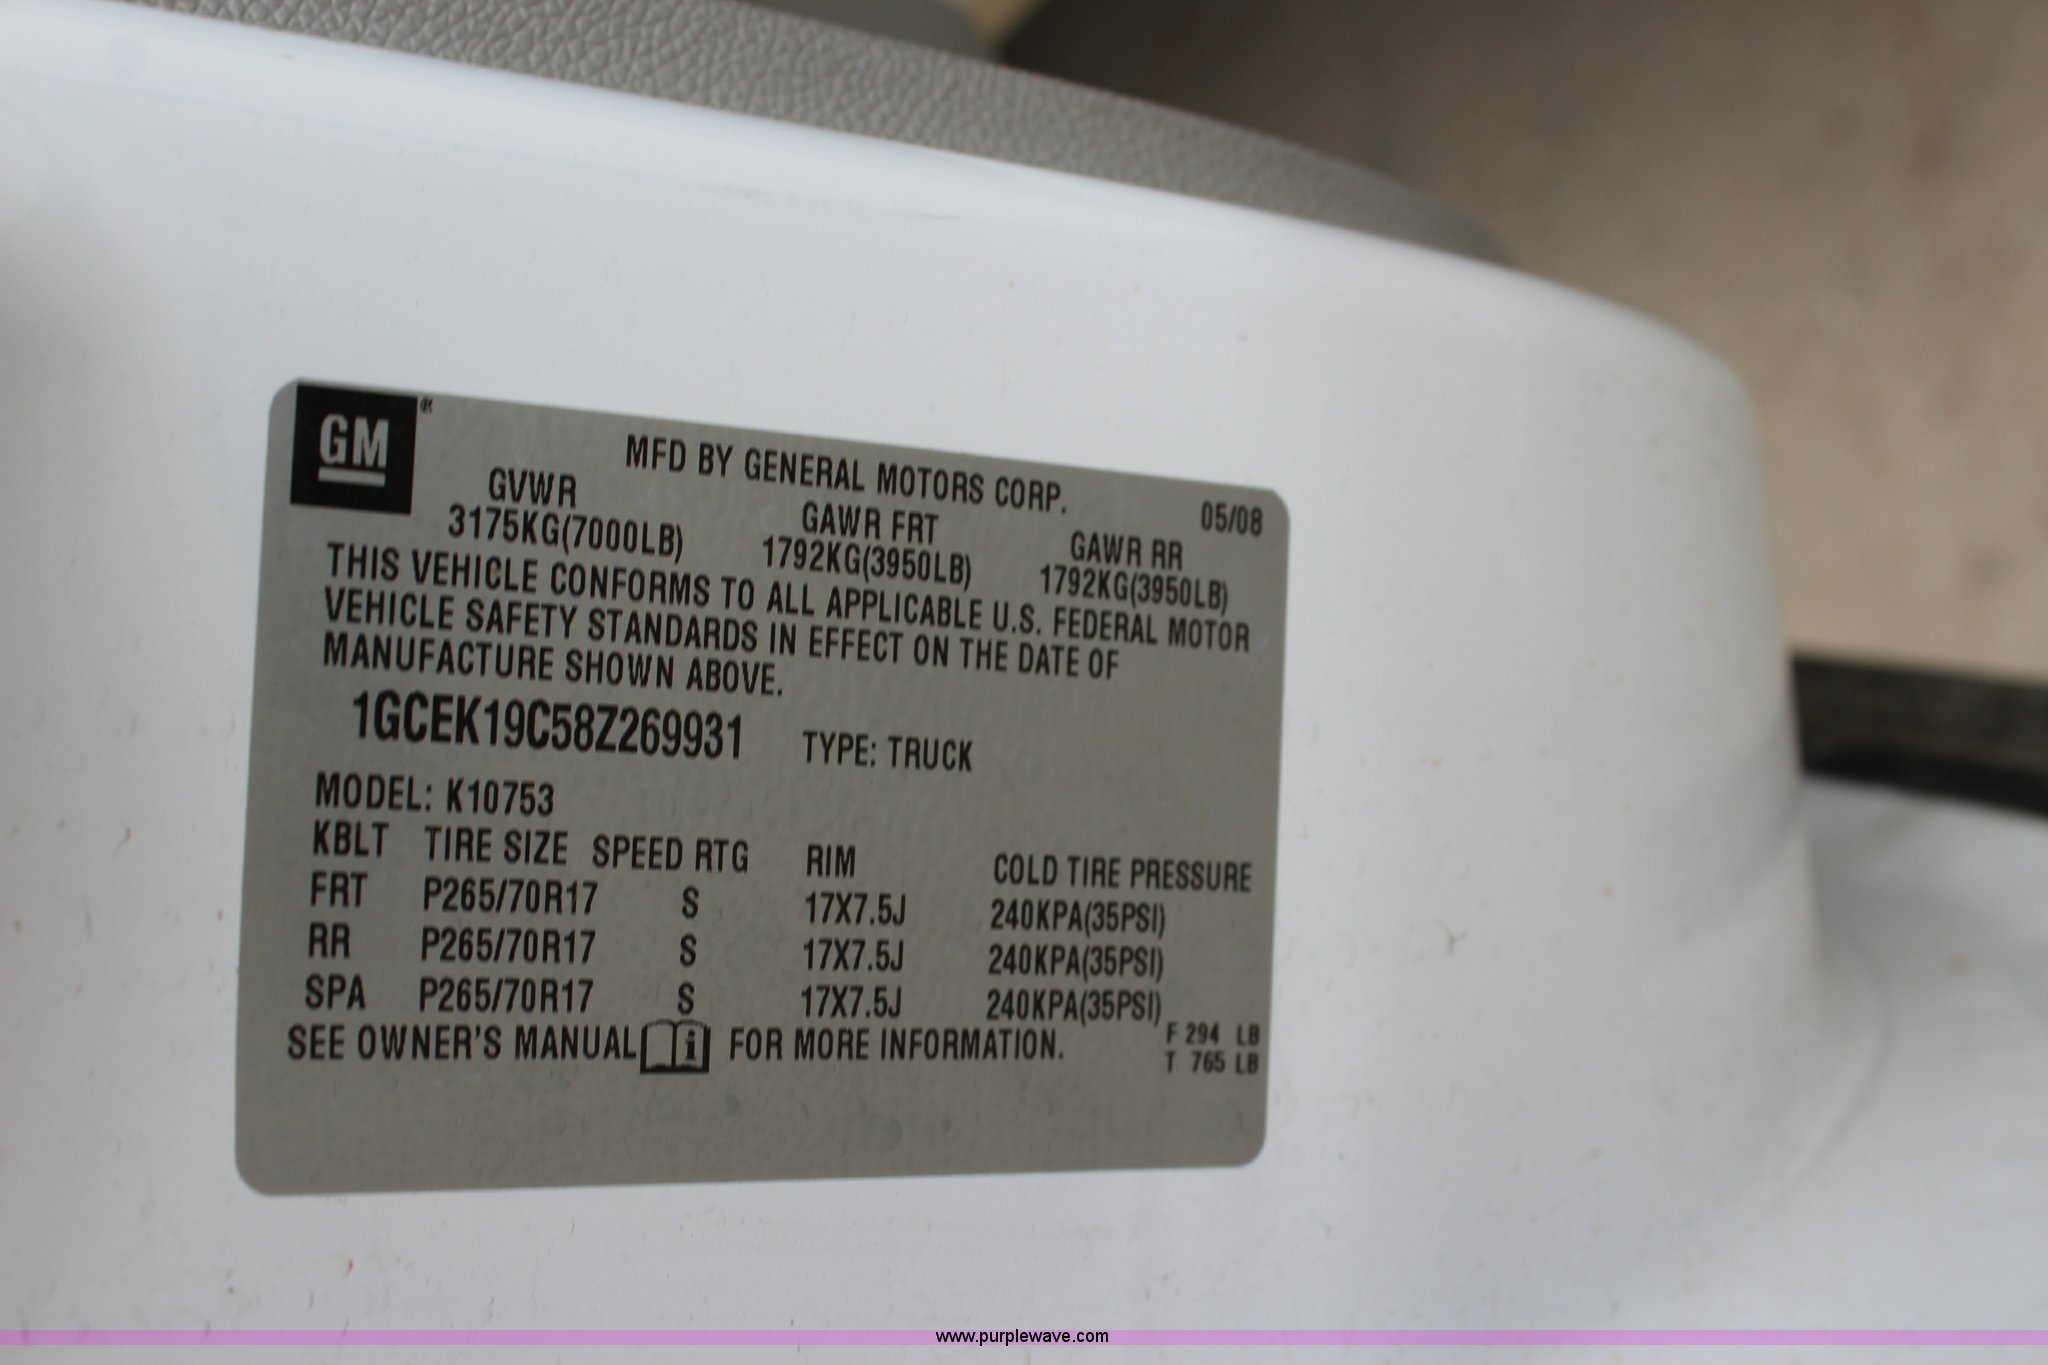 GM
MFD BY GENERAL MOTORS CORP.
05/08
GVWR GAWR FRT GAWR RR
3175KG(7000LB) 1792KG(3950LB) 1792KG(3950LB)
THIS VEHICLE CONFORMS TO ALL APPLICABLE U.S. FEDERAL MOTOR
VEHICLE SAFETY STANDARDS IN EFFECT ON THE DATE OF
MANUFACTURE SHOWN ABOVE.
1GCEK19C58Z269931 TYPE: TRUCK
MODEL: K10753
KBLT TIRE SIZE SPEED RTG RIM COLD TIRE PRESSURE
FRT P265/70R17 S 17X7.5J 240KPA(35PSI)
RR P265/70R17 S 17X7.5J 240KPA(35PSI)
SPA P265/70R17 S 17X7.5J 240KPA(35PSI)
SEE OWNER'S MANUAL i FOR MORE INFORMATION.
F 294 LB
T 765 LB
www.purplewave.com